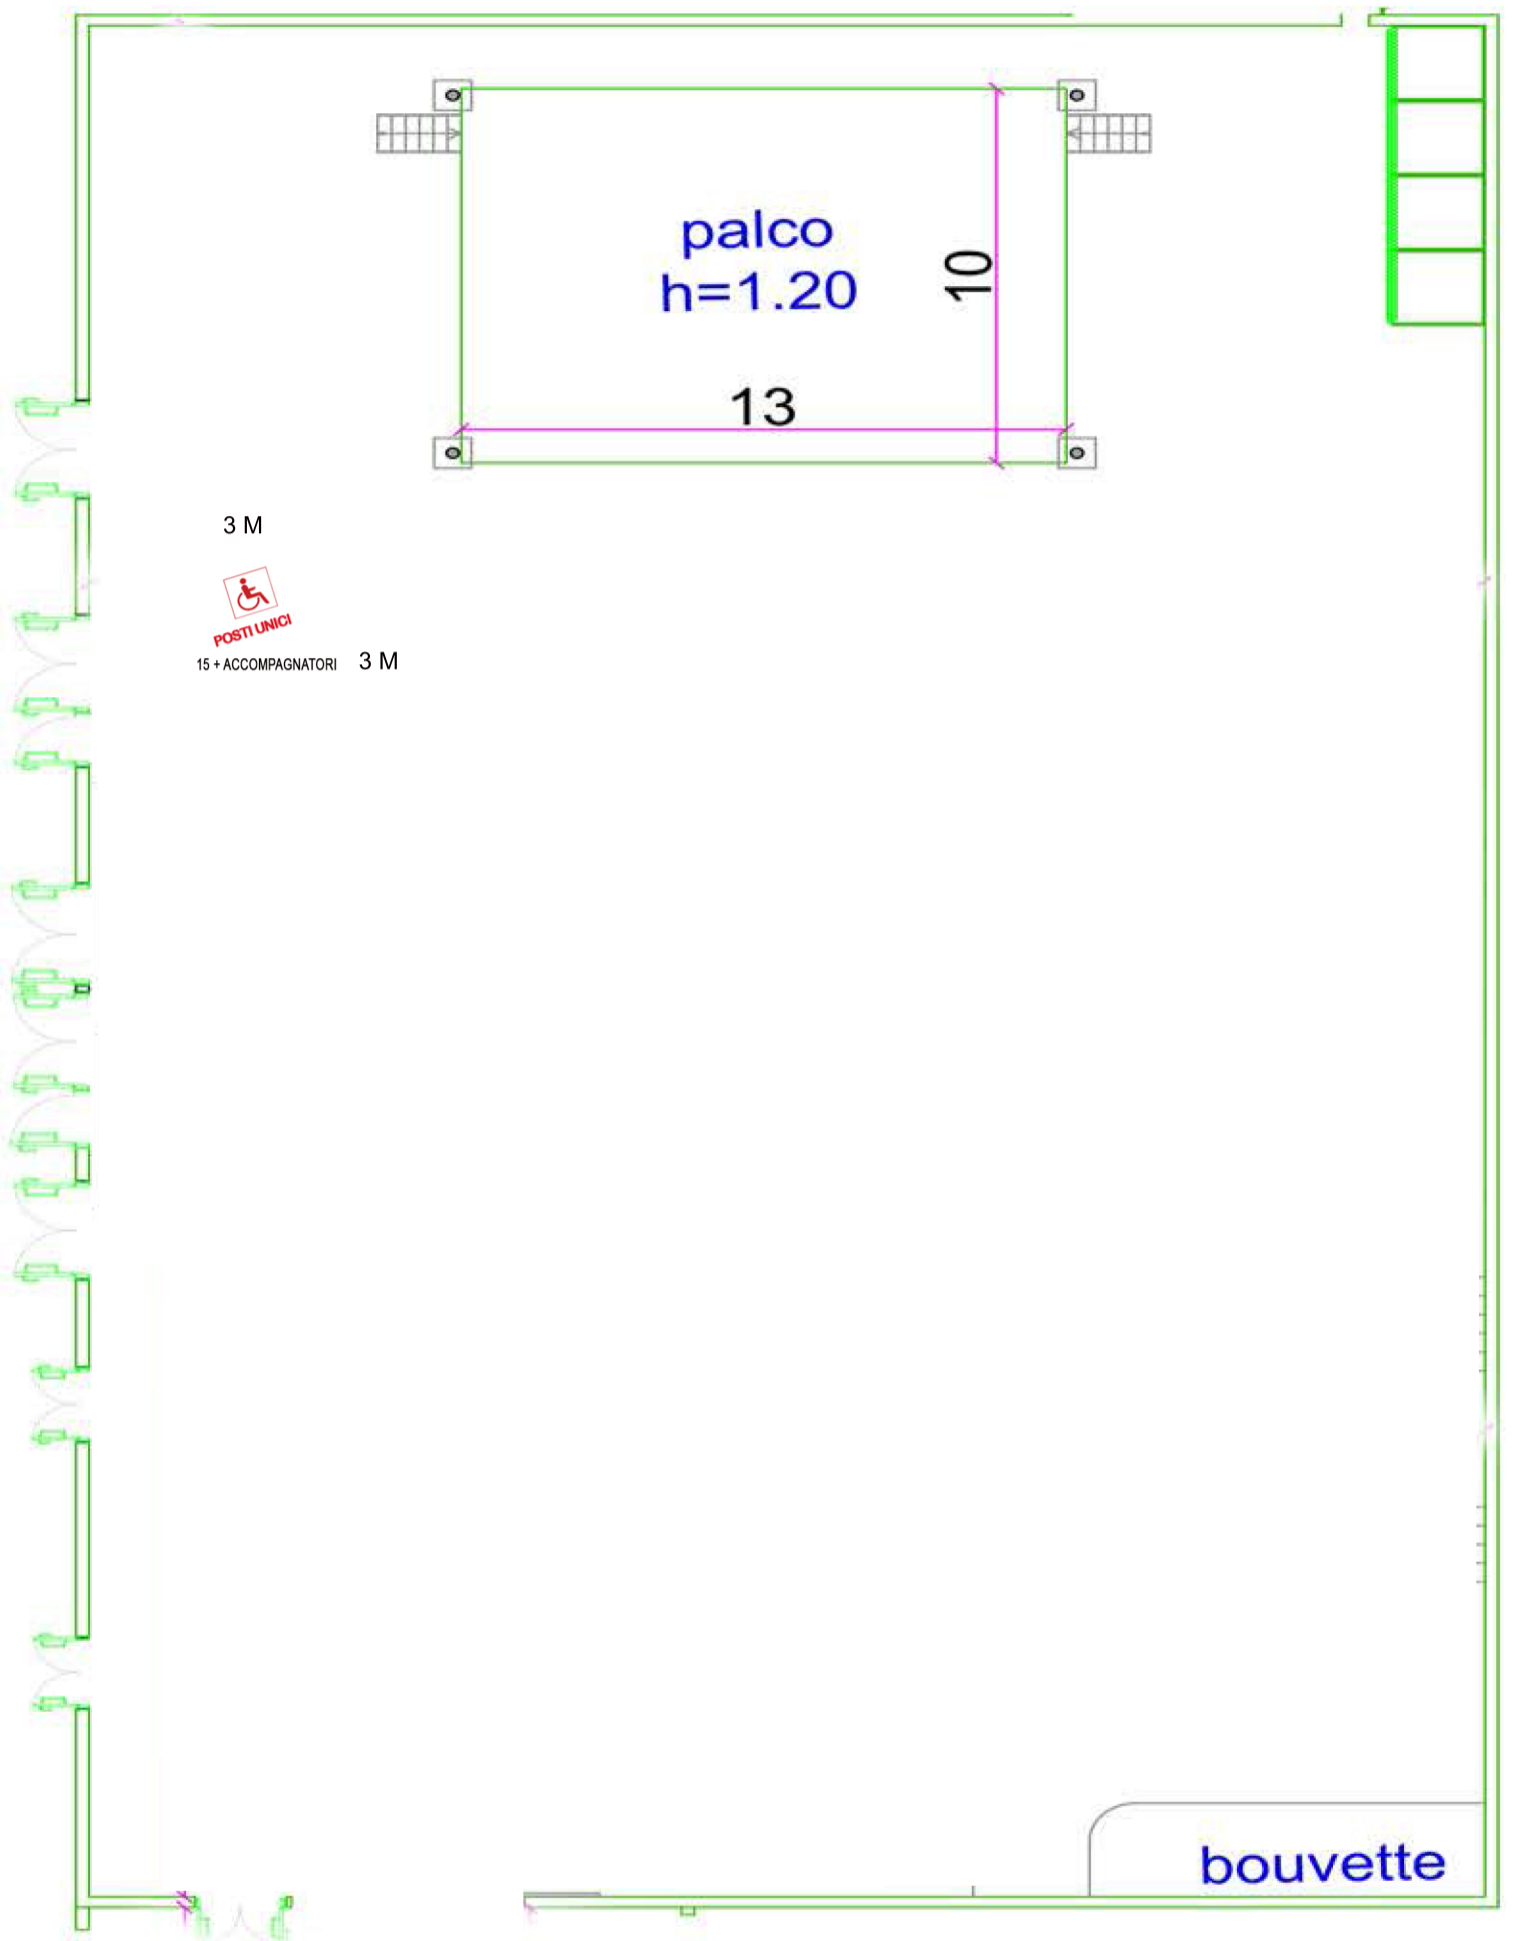 palco
h=1.20
10
13
3 M
POSTI UNICI
15 + ACCOMPAGNATORI 3 M
bouvette